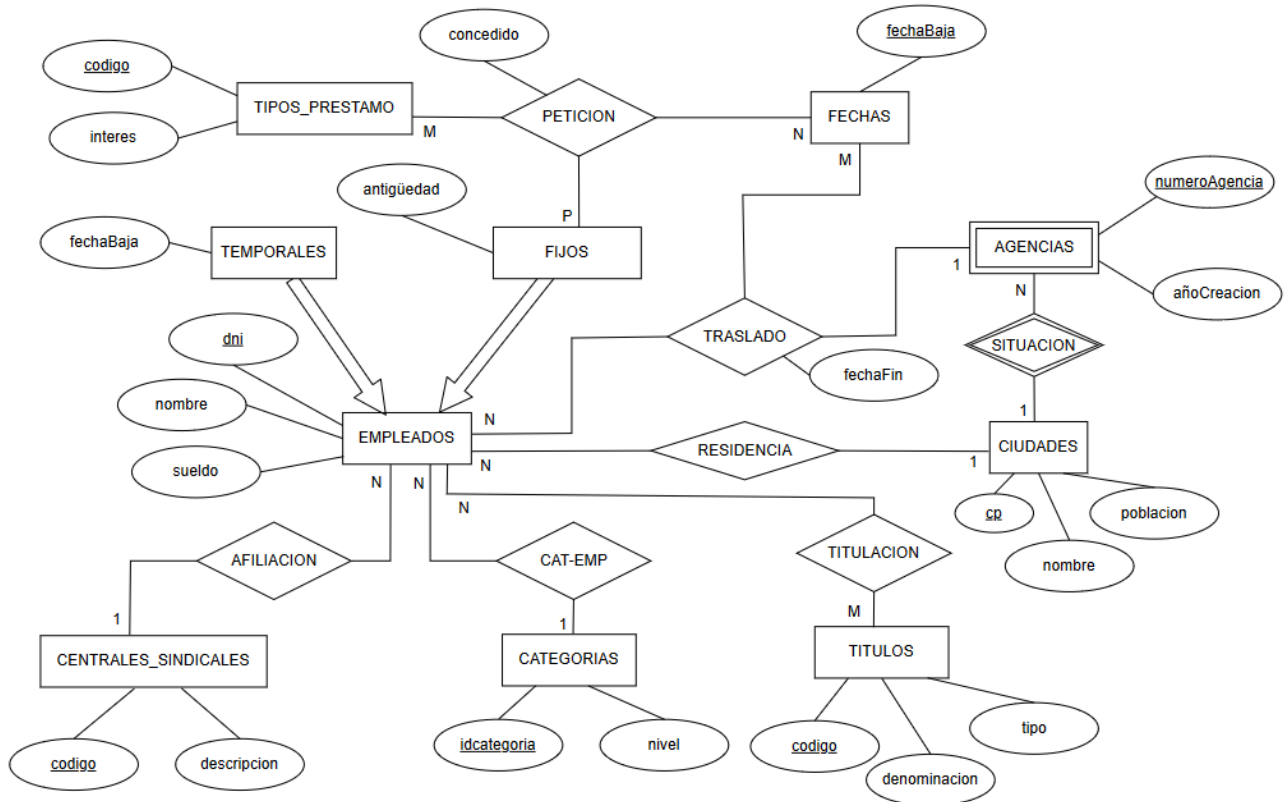 concedido
fechaBaja
codigo
TIPOS_PRESTAMO
PETICION
FECHAS
interes
M
N
M
antigüedad
numeroAgencia
P
fechaBaja
TEMPORALES
FIJOS
AGENCIAS
1
N
añoCreacion
dni
TRASLADO
SITUACION
fechaFin
nombre
N
1
EMPLEADOS
RESIDENCIA
CIUDADES
sueldo
N
N
N
1
N
cp
poblacion
AFILIACION
CAT-EMP
TITULACION
nombre
1
1
M
CENTRALES_SINDICALES
CATEGORIAS
TITULOS
tipo
codigo
descripcion
idcategoria
nivel
codigo
denominacion